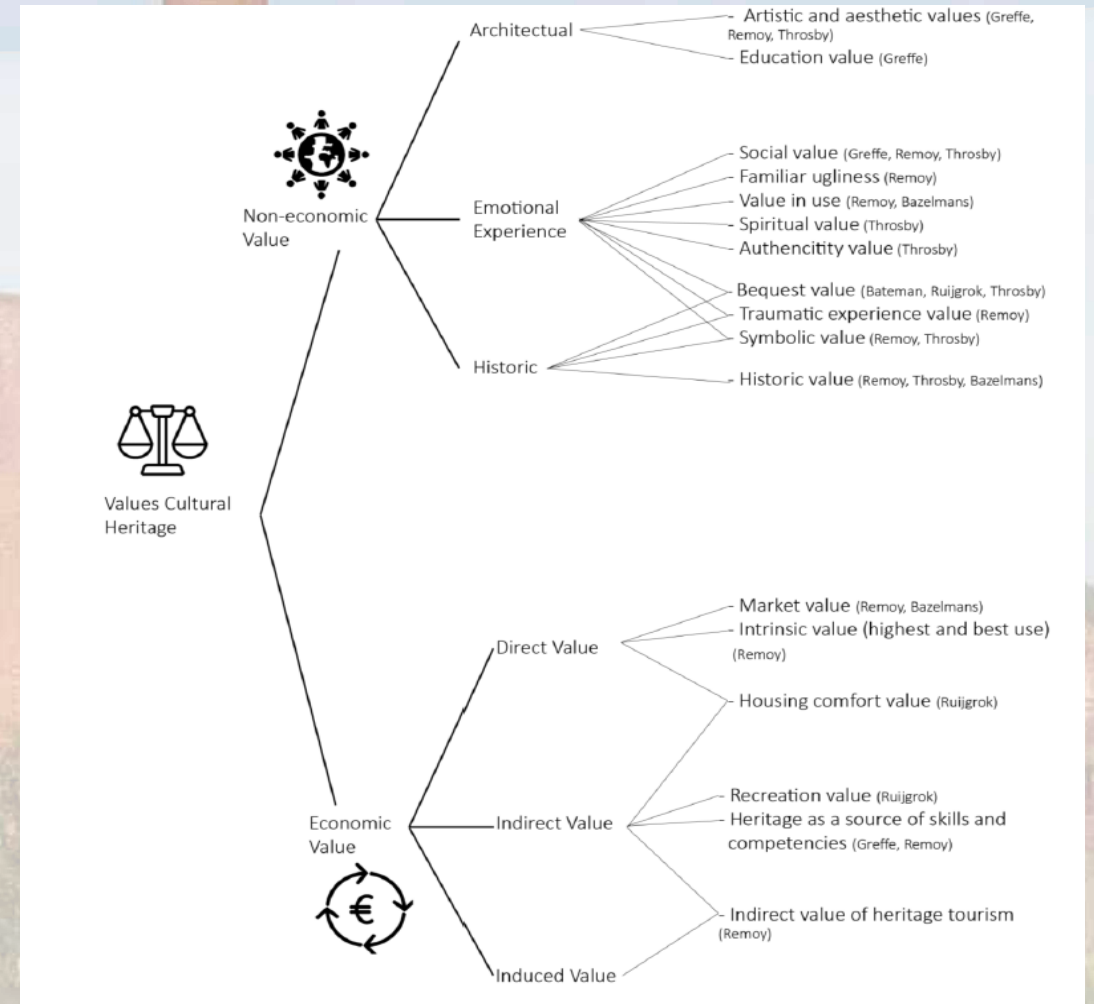 Architectual
- Artistic and aesthetic values (Greffe,
Remoy, Throsby)
- Education value (Greffe)
Non-economic
Value
Emotional
Experience
- Social value (Greffe, Remoy, Throsby)
- Familiar ugliness (Remoy)
- Value in use (Remoy, Bazelmans)
- Spiritual value (Throsby)
- Authencitity value (Throsby)
- Bequest value (Bateman, Ruijgrok, Throsby)
- Traumatic experience value (Remoy)
- Symbolic value (Remoy, Throsby)
Historic
- Historic value (Remoy, Throsby, Bazelmans)
Values Cultural
Heritage
Direct Value
- Market value (Remoy, Bazelmans)
- Intrinsic value (highest and best use)
(Remoy)
- Housing comfort value (Ruijgrok)
Economic
Value
€
Indirect Value
- Recreation value (Ruijgrok)
- Heritage as a source of skills and
competencies (Greffe, Remoy)
- Indirect value of heritage tourism
(Remoy)
Induced Value